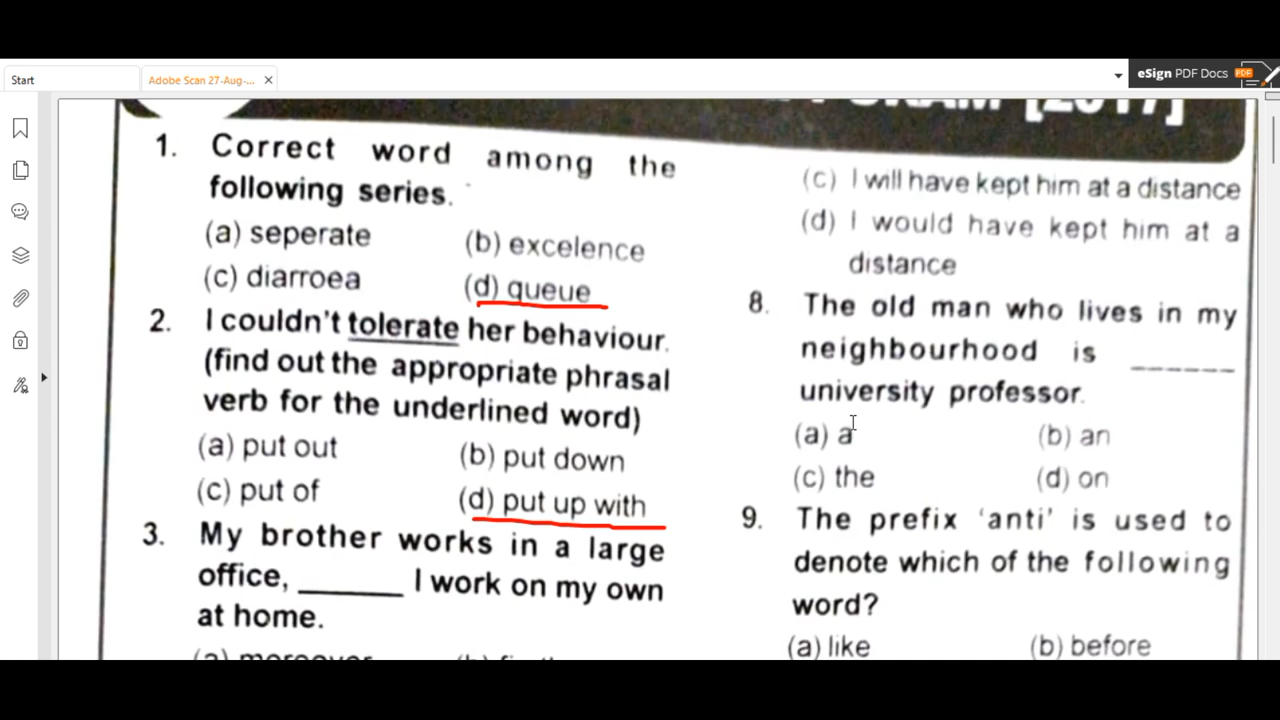 Start
Adobe Scan 27-Aug-...
eSign PDF Docs
PDF
[2017]
1. Correct word among the
following series.
(a) seperate (b) excelence
(c) diarroea (d) queue
2. I couldn't tolerate her behaviour.
(find out the appropriate phrasal
verb for the underlined word)
(a) put out (b) put down
(c) put of (d) put up with
3. My brother works in a large
office, ______ I work on my own
at home.
(a) moreover
(c) I will have kept him at a distance
(d) I would have kept him at a
distance
8. The old man who lives in my
neighbourhood is ______
university professor.
(a) a (b) an
(c) the (d) on
9. The prefix 'anti' is used to
denote which of the following
word?
(a) like (b) before